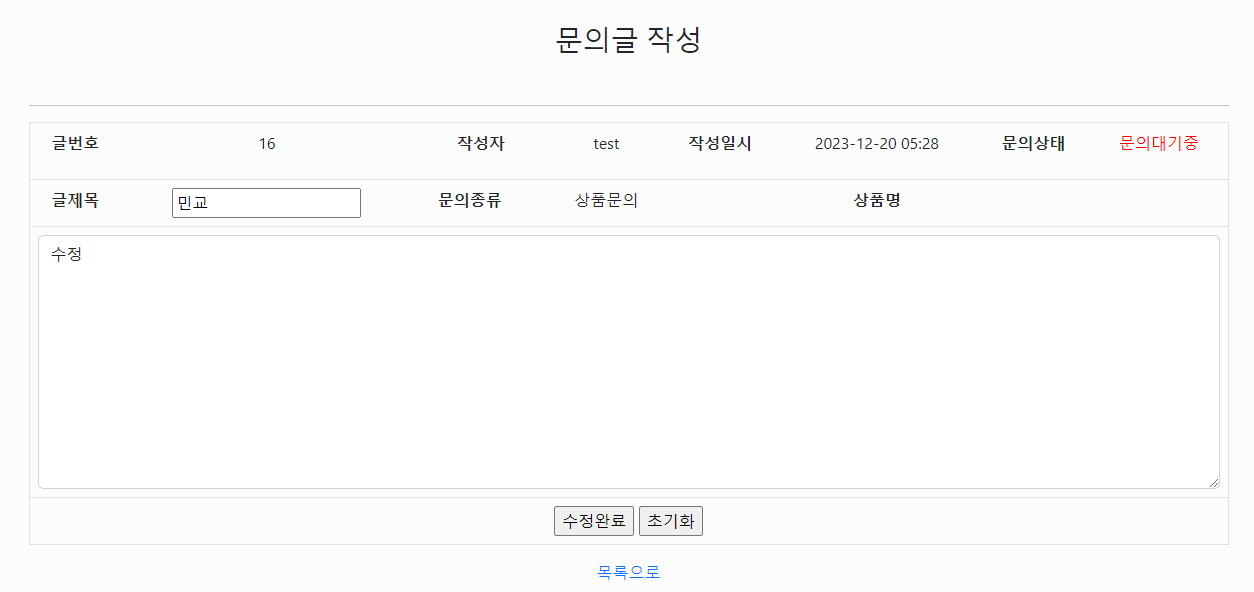 문의글 작성
글번호 16 작성자 test 작성일시 2023-12-20 05:28 문의상태 문의대기중
글제목 민교 문의종류 상품문의 상품명
수정
수정완료 초기화
목록으로